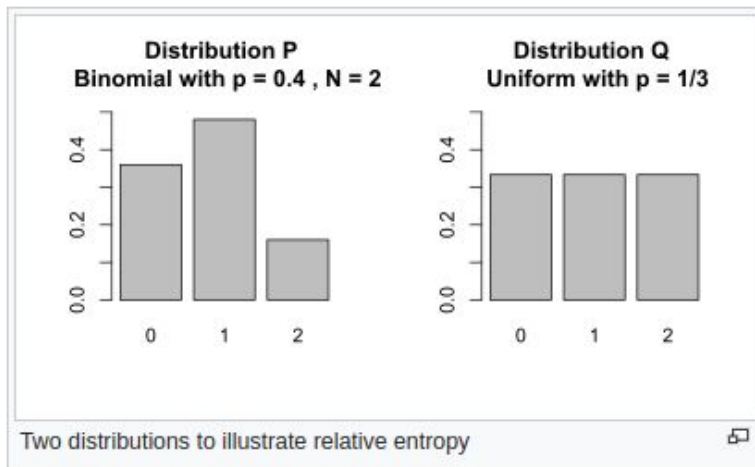 Distribution P
Binomial with p = 0.4 , N = 2
0.4
0.2
0.0
0 1 2
Distribution Q
Uniform with p = 1/3
0.4
0.2
0.0
0 1 2
Two distributions to illustrate relative entropy